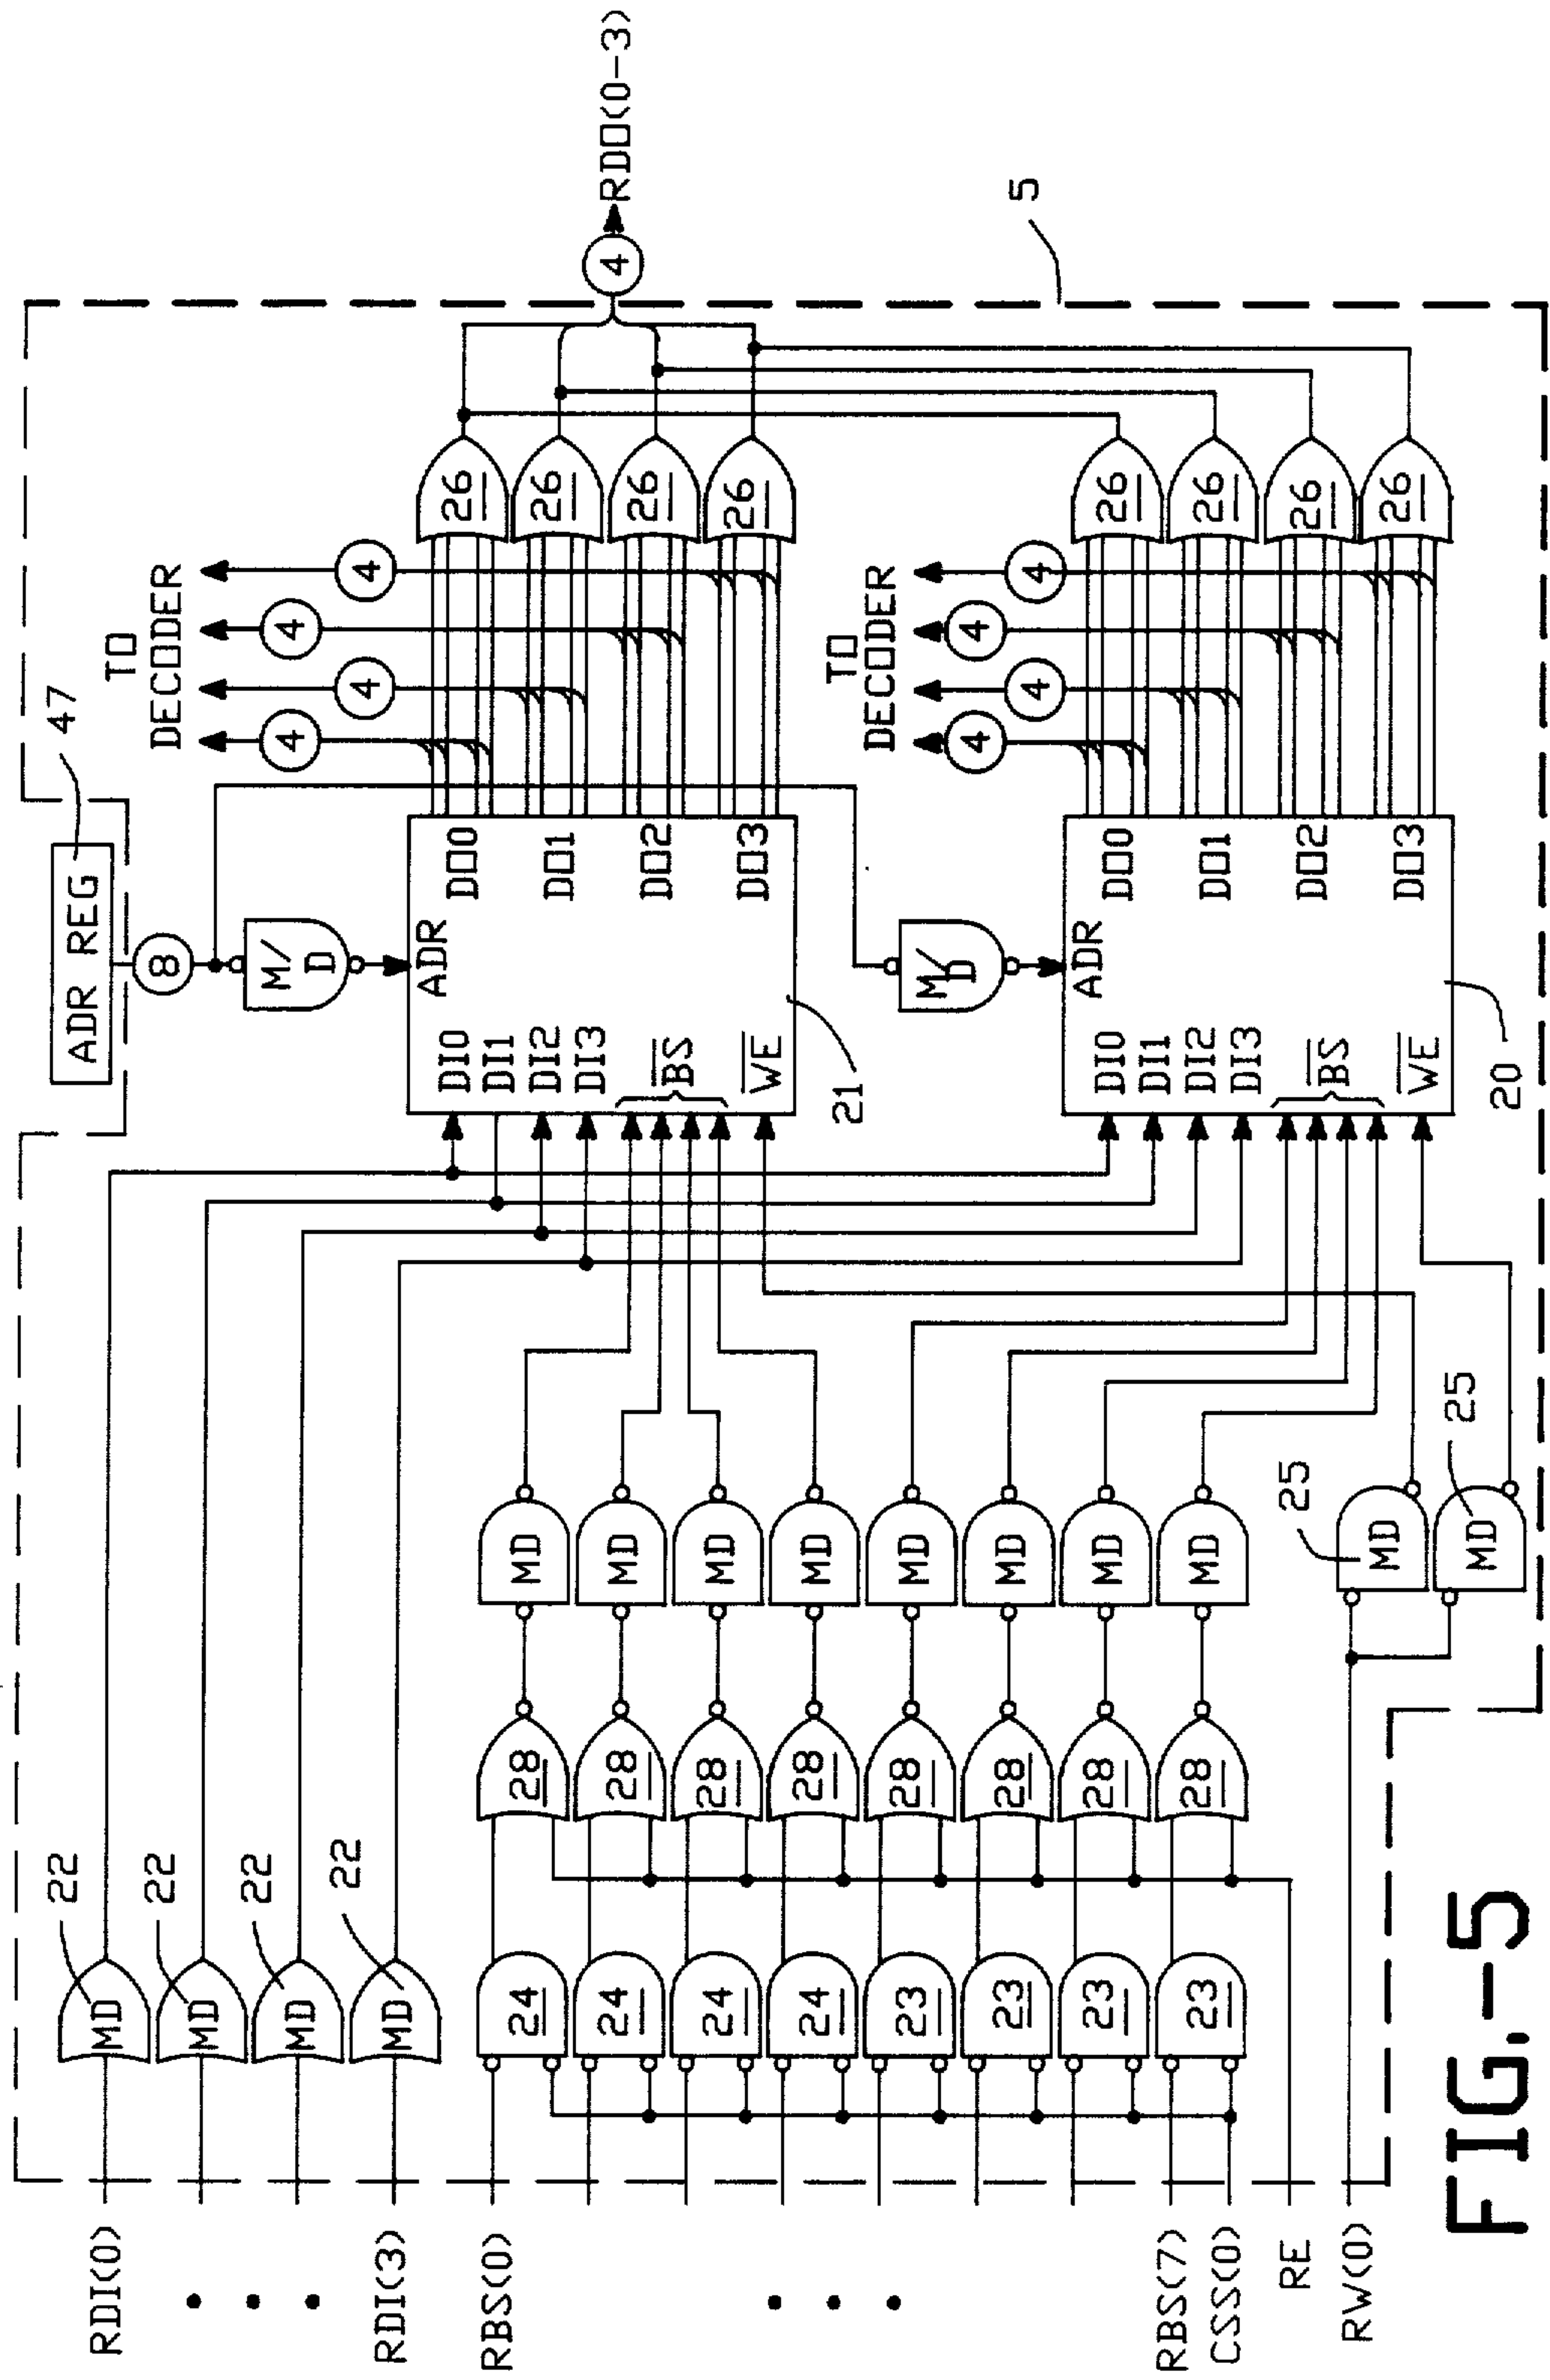 ADR REG
47
8
M/
D
TO
DECODER
4
4
4
4
RDO(0-3)
4
5
22
22
22
22
MD
MD
MD
MD
RDI(0)
RDI(3)
RBS(0)
RBS(7)
CSS(0)
RE
RW(0)
24
24
24
24
23
23
23
23
28
28
28
28
28
28
28
28
MD
MD
MD
MD
MD
MD
MD
MD
25
25
MD
MD
ADR
DI0
DI1
DI2
DI3
BS
WE
DO0
DO1
DO2
DO3
21
26
26
26
26
M/
D
TO
DECODER
4
4
4
4
ADR
DI0
DI1
DI2
DI3
BS
WE
DO0
DO1
DO2
DO3
20
26
26
26
26
FIG.-5